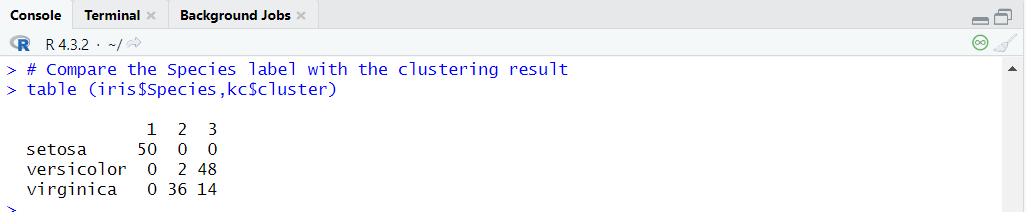 Console Terminal Background Jobs
R 4.3.2 · ~/
> # Compare the Species label with the clustering result
> table (iris$Species,kc$cluster)
1 2 3
setosa 50 0 0
versicolor 0 2 48
virginica 0 36 14
>